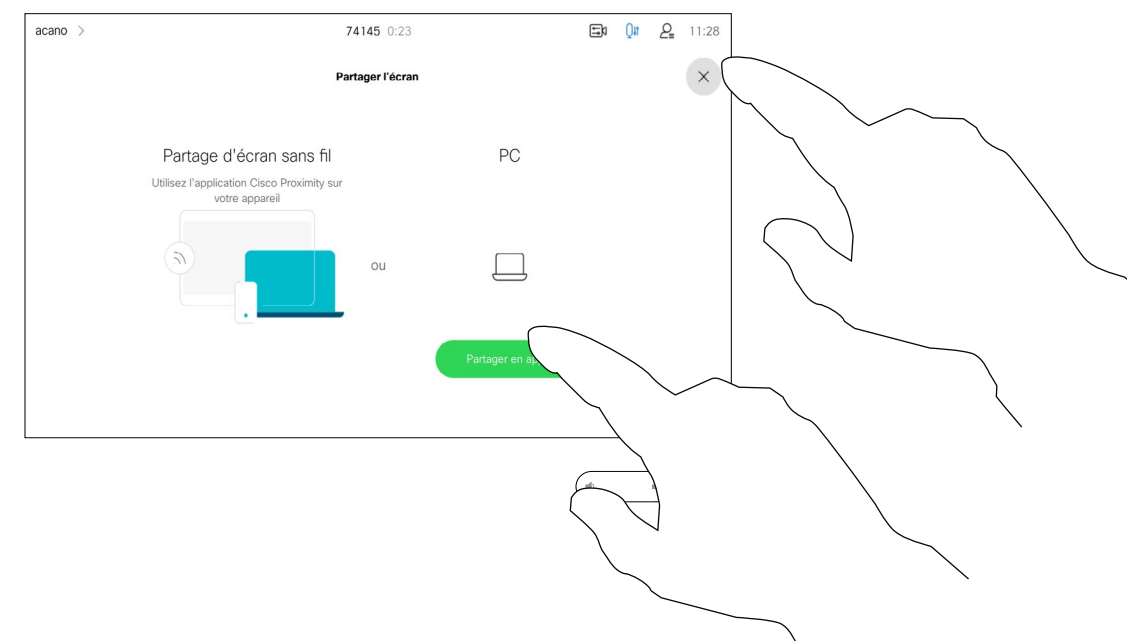 acano >
74145 0:23
11:28
Partager l'écran
Partage d'écran sans fil
PC
Utilisez l'application Cisco Proximity sur
votre appareil
ou
Partager en